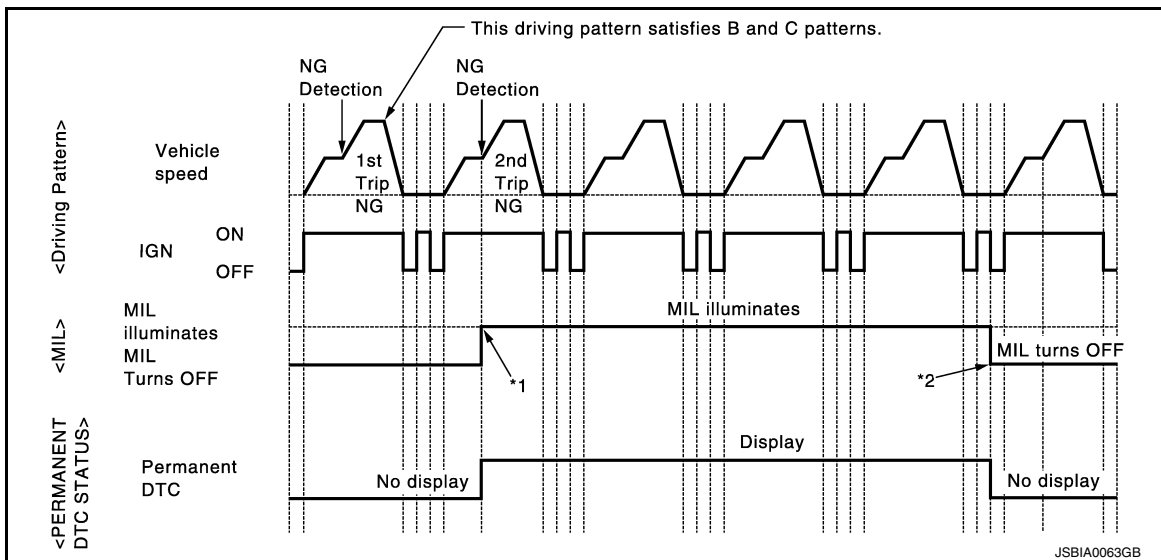 This driving pattern satisfies B and C patterns.
NG
Detection
NG
Detection
<Driving Pattern>
Vehicle
speed
1st
Trip
NG
2nd
Trip
NG
IGN
ON
OFF
<MIL>
MIL
illuminates
MIL
Turns OFF
MIL illuminates
MIL turns OFF
*1
*2
<PERMANENT
DTC STATUS>
Permanent
DTC
No display
Display
No display
JSBIA0063GB